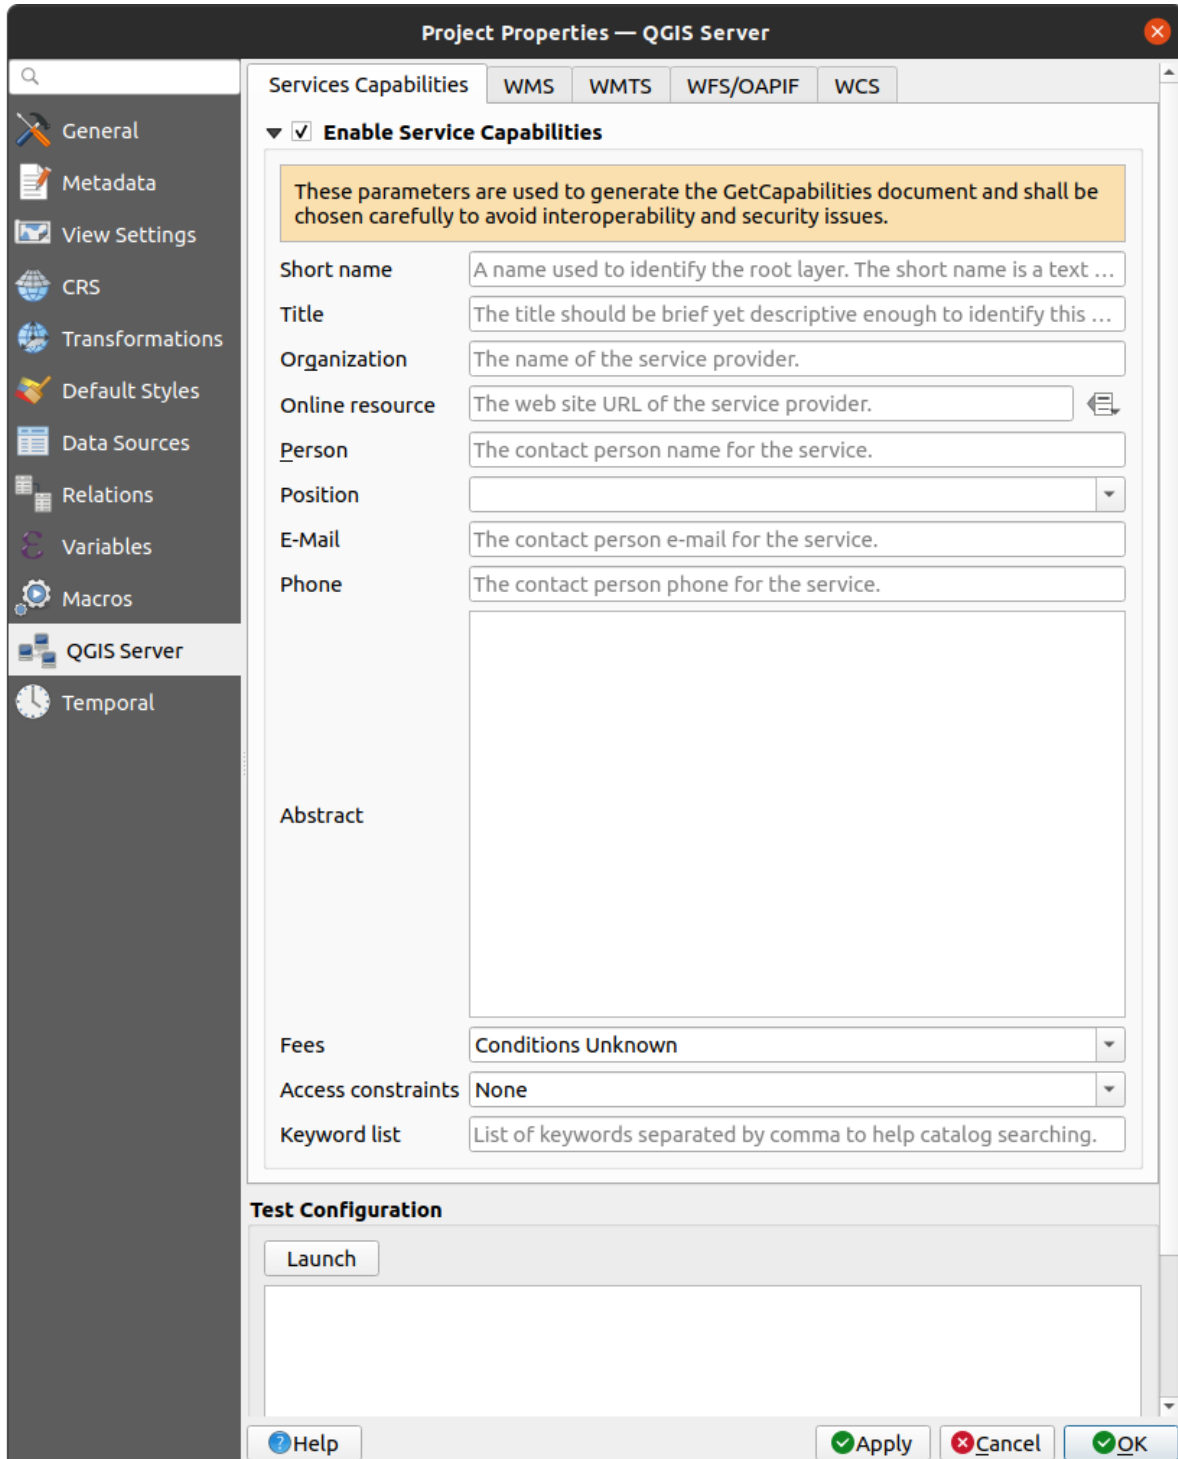 Project Properties — QGIS Server
Services Capabilities WMS WMTS WFS/OAPIF WCS
General
Metadata
View Settings
CRS
Transformations
Default Styles
Data Sources
Relations
Variables
Macros
QGIS Server
Temporal
Enable Service Capabilities
These parameters are used to generate the GetCapabilities document and shall be
chosen carefully to avoid interoperability and security issues.
Short name A name used to identify the root layer. The short name is a text ...
Title The title should be brief yet descriptive enough to identify this ...
Organization The name of the service provider.
Online resource The web site URL of the service provider.
Person The contact person name for the service.
Position
E-Mail The contact person e-mail for the service.
Phone The contact person phone for the service.
Abstract
Fees Conditions Unknown
Access constraints None
Keyword list List of keywords separated by comma to help catalog searching.
Test Configuration
Launch
Help Apply Cancel OK